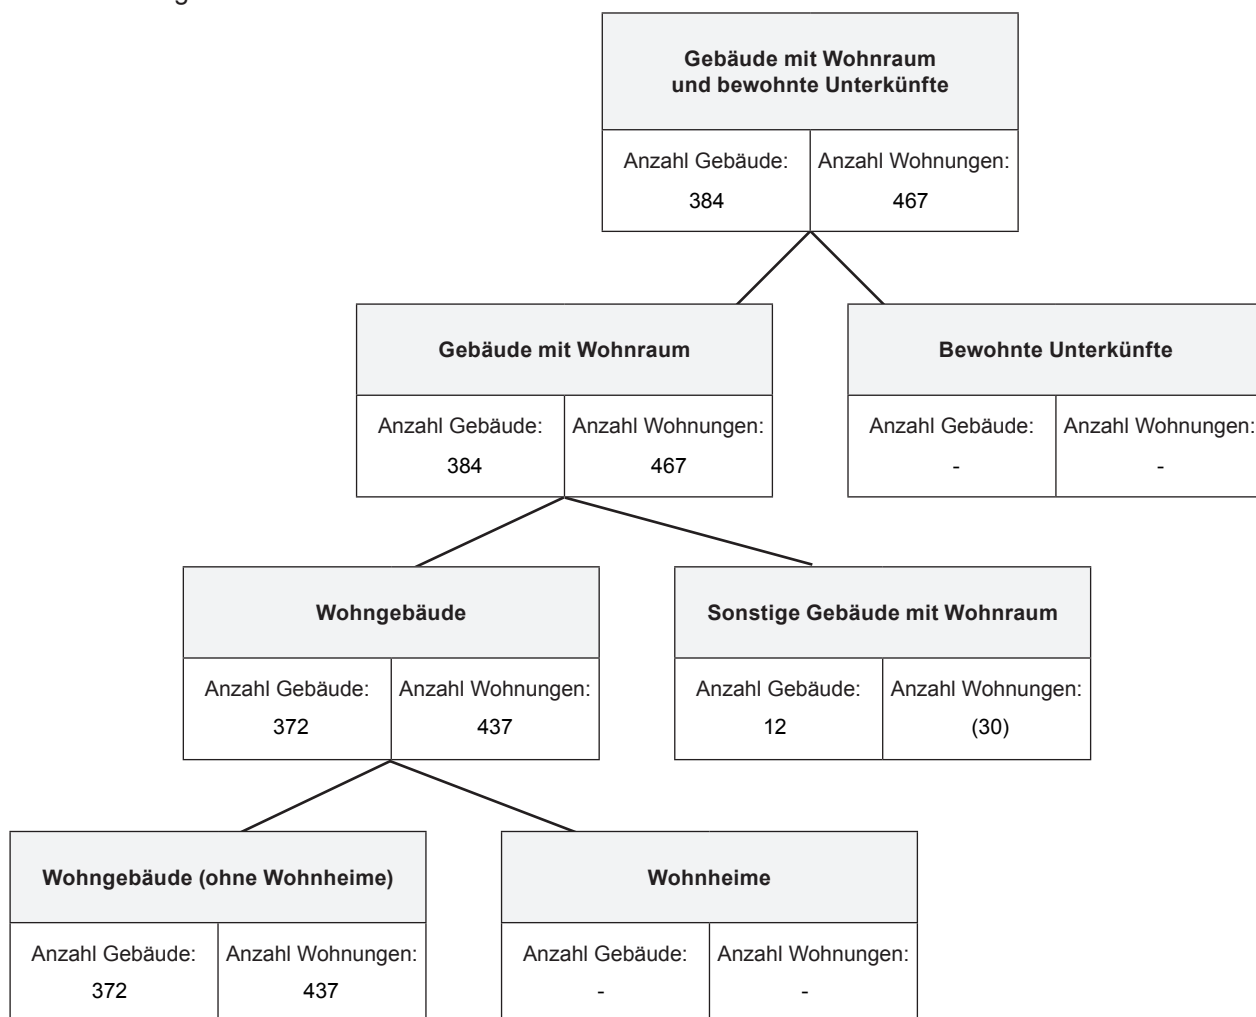 Gebäude mit Wohnraum
und bewohnte Unterkünfte
Anzahl Gebäude: Anzahl Wohnungen:
384 467
Gebäude mit Wohnraum Bewohnte Unterkünfte
Anzahl Gebäude: Anzahl Wohnungen: Anzahl Gebäude: Anzahl Wohnungen:
384 467 - -
Wohngebäude Sonstige Gebäude mit Wohnraum
Anzahl Gebäude: Anzahl Wohnungen: Anzahl Gebäude: Anzahl Wohnungen:
372 437 12 (30)
Wohngebäude (ohne Wohnheime) Wohnheime
Anzahl Gebäude: Anzahl Wohnungen: Anzahl Gebäude: Anzahl Wohnungen:
372 437 - -